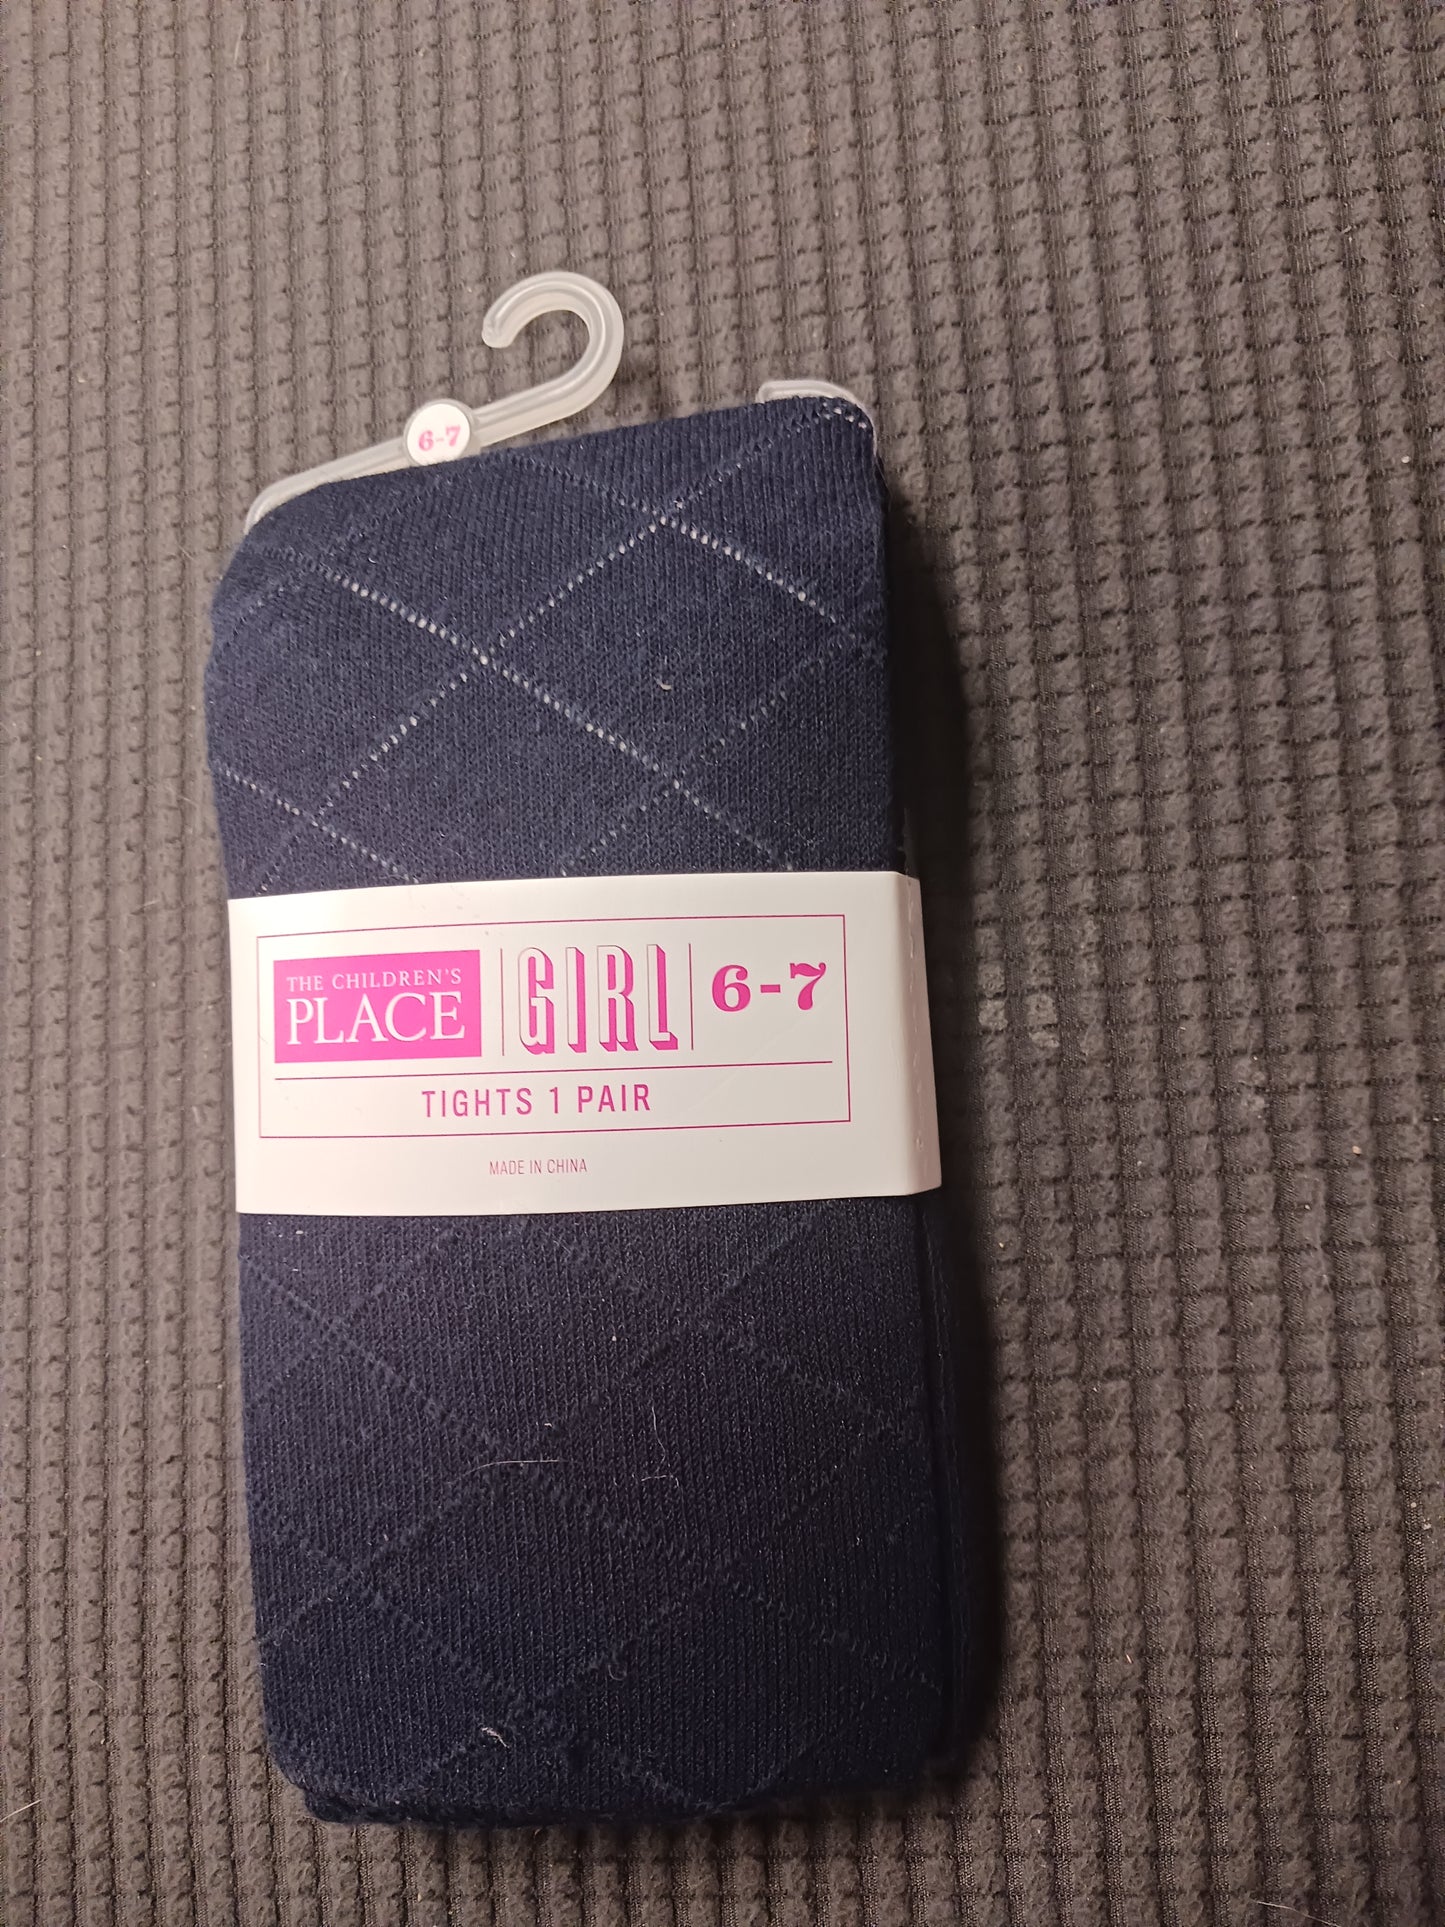 6-7
THE CHILDREN'S
PLACE
GIRL
6-7
TIGHTS 1 PAIR
MADE IN CHINA